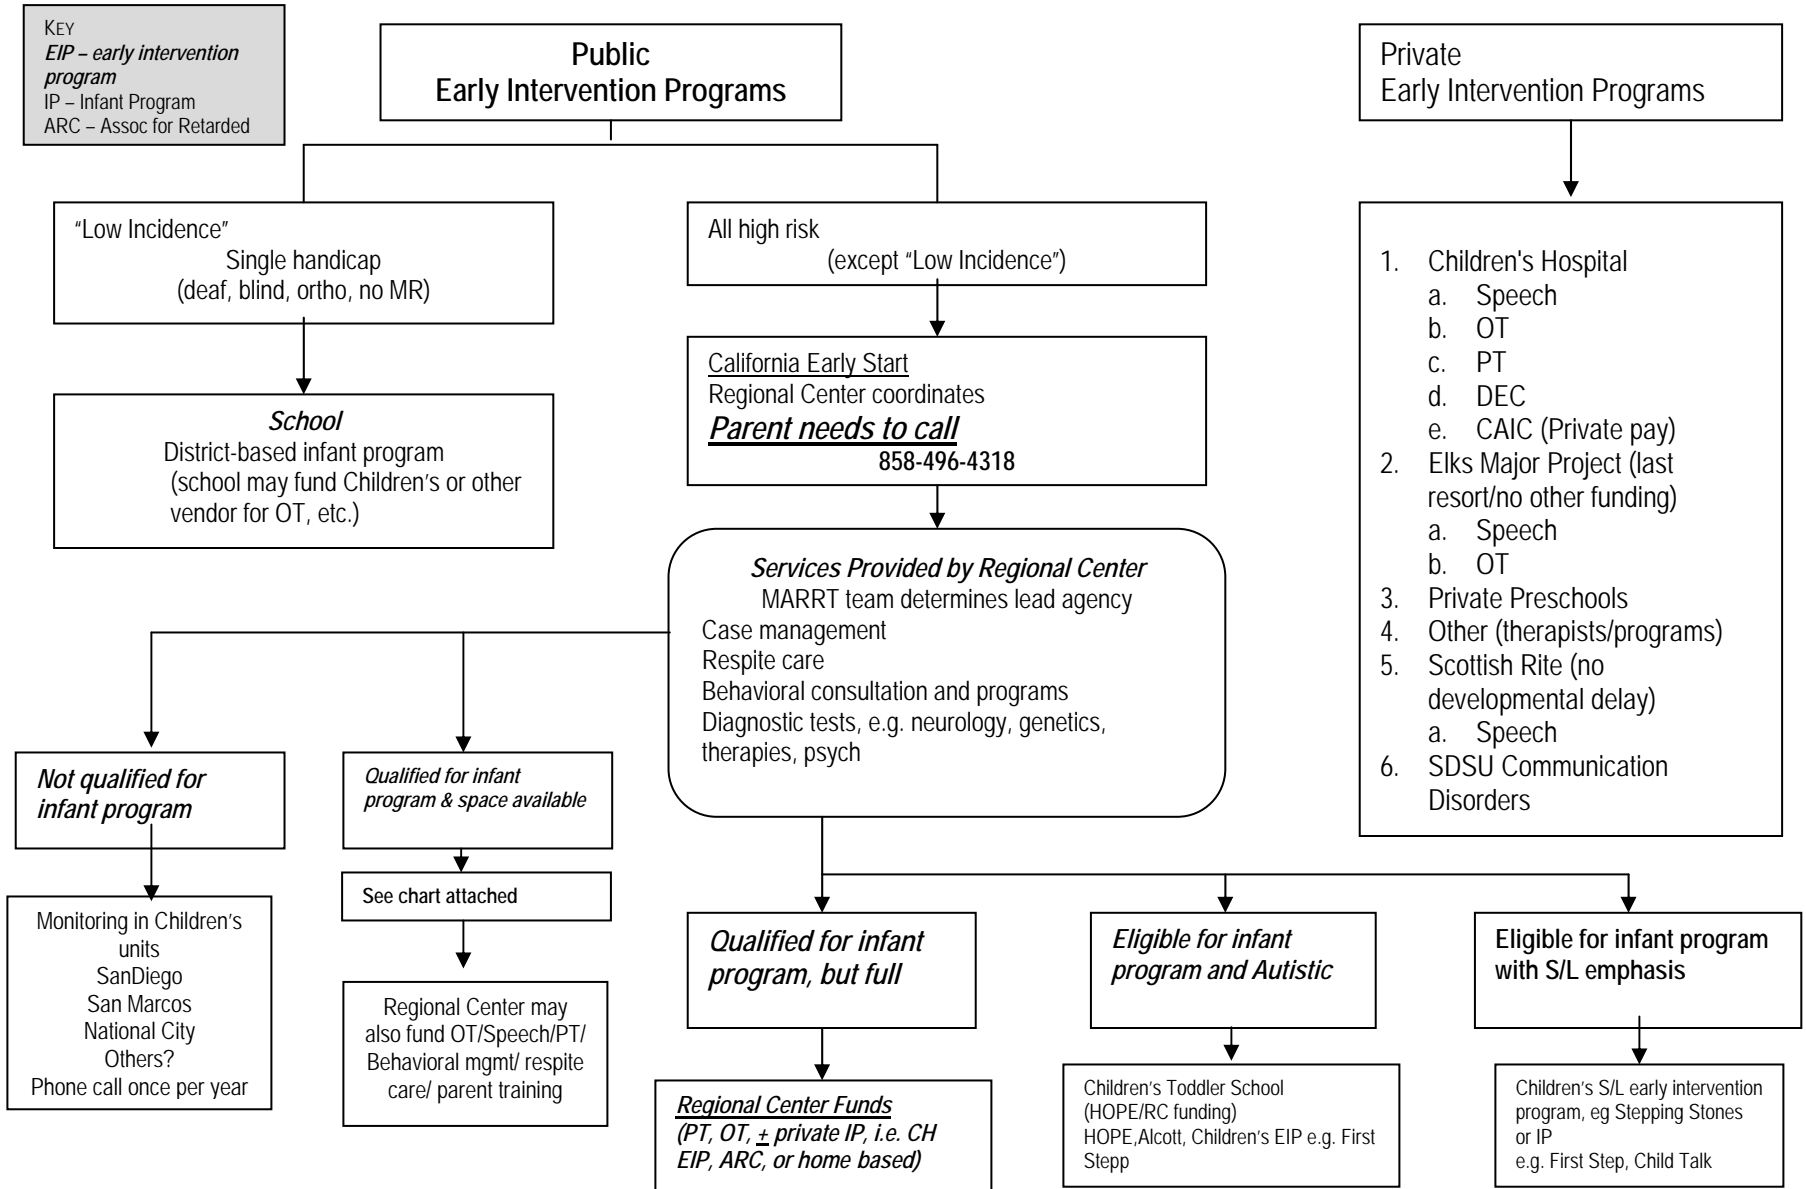 KEY
EIP – early intervention
program
IP – Infant Program
ARC – Assoc for Retarded
Public
Early Intervention Programs
Private
Early Intervention Programs
“Low Incidence”
Single handicap
(deaf, blind, ortho, no MR)
All high risk
(except “Low Incidence”)
School
District-based infant program
(school may fund Children’s or other
vendor for OT, etc.)
California Early Start
Regional Center coordinates
Parent needs to call
858-496-4318
Services Provided by Regional Center
MARRT team determines lead agency
Case management
Respite care
Behavioral consultation and programs
Diagnostic tests, e.g. neurology, genetics,
therapies, psych
1. Children's Hospital
a. Speech
b. OT
c. PT
d. DEC
e. CAIC (Private pay)
2. Elks Major Project (last
resort/no other funding)
a. Speech
b. OT
3. Private Preschools
4. Other (therapists/programs)
5. Scottish Rite (no
developmental delay)
a. Speech
6. SDSU Communication
Disorders
Not qualified for
infant program
Qualified for infant
program & space available
See chart attached
Monitoring in Children’s
units
SanDiego
San Marcos
National City
Others?
Phone call once per year
Regional Center may
also fund OT/Speech/PT/
Behavioral mgmt/ respite
care/ parent training
Qualified for infant
program, but full
Eligible for infant
program and Autistic
Eligible for infant program
with S/L emphasis
Regional Center Funds
(PT, OT, ± private IP, i.e. CH
EIP, ARC, or home based)
Children’s Toddler School
(HOPE/RC funding)
HOPE,Alcott, Children’s EIP e.g. First
Stepp
Children’s S/L early intervention
program, eg Stepping Stones
or IP
e.g. First Step, Child Talk